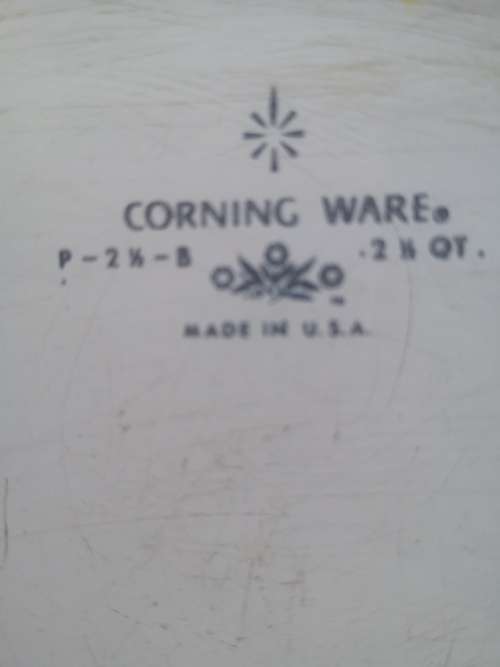 CORNING WARE®
P-2½-B 2½ QT.
MADE IN U.S.A.